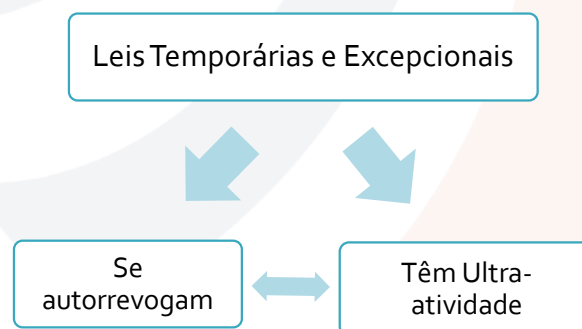 Leis Temporárias e Excepcionais
Se
autorrevogam
Têm Ultra-
atividade